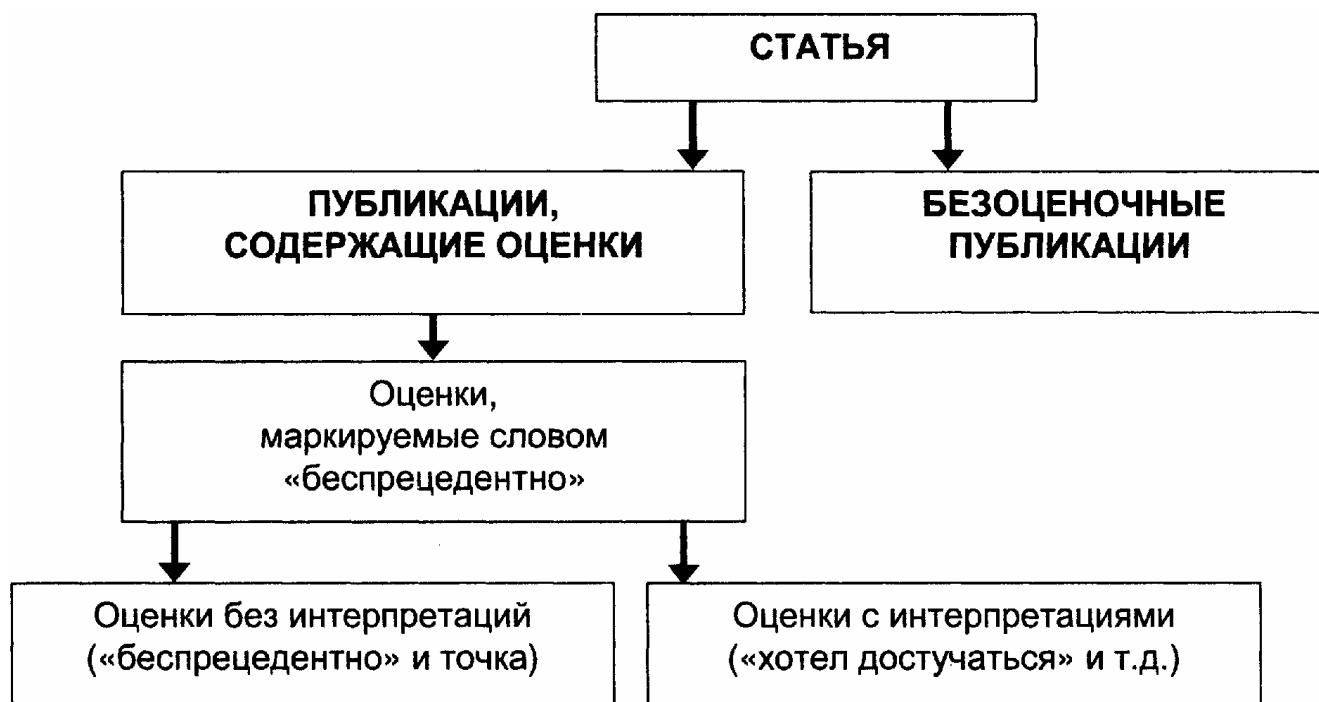 СТАТЬЯ
ПУБЛИКАЦИИ,
СОДЕРЖАЩИЕ ОЦЕНКИ
БЕЗОЦЕНОЧНЫЕ
ПУБЛИКАЦИИ
Оценки,
маркируемые словом
«беспрецедентно»
Оценки без интерпретаций
(«беспрецедентно» и точка)
Оценки с интерпретациями
(«хотел достучаться» и т.д.)